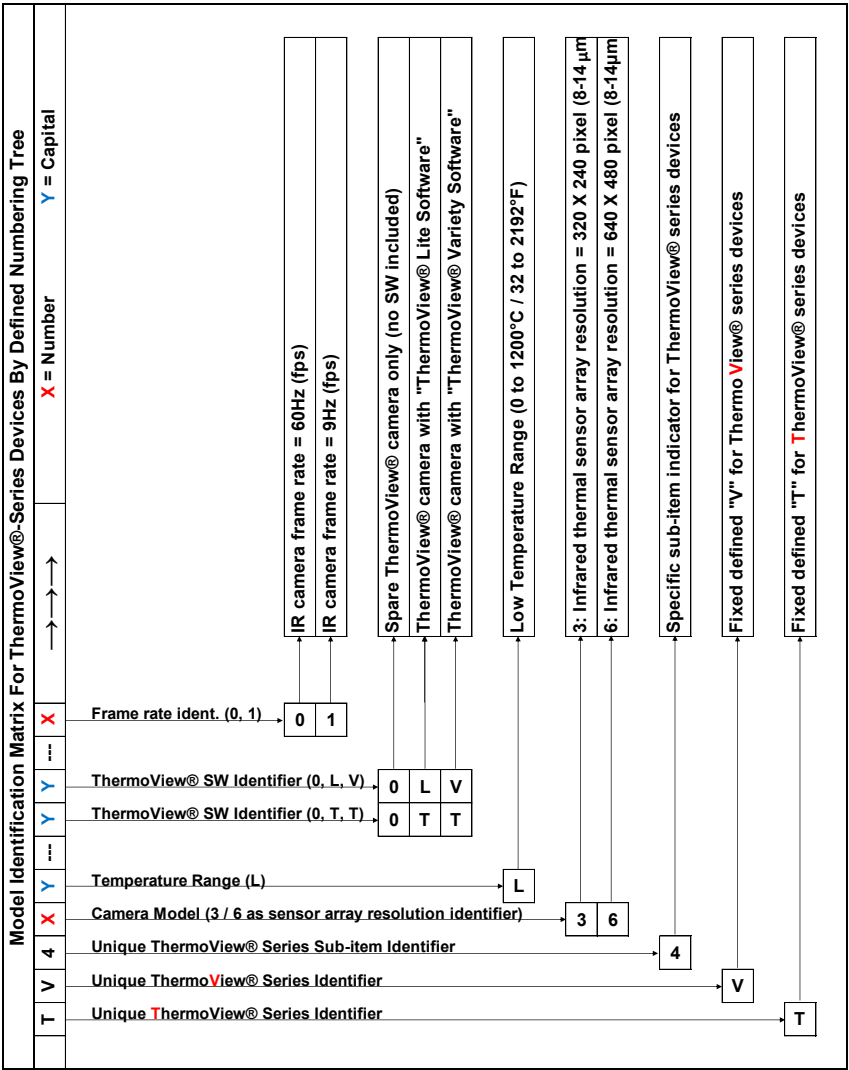 Model Identification Matrix For ThermoView®-Series Devices By Defined Numbering Tree
T V 4 X Y --- Y Y --- X → → → X = Number Y = Capital
Frame rate ident. (0, 1)
0 1
IR camera frame rate = 60Hz (fps)
IR camera frame rate = 9Hz (fps)
ThermoView® SW Identifier (0, L, V)
0 L V
ThermoView® SW Identifier (0, T, T)
0 T T
Spare ThermoView® camera only (no SW included)
ThermoView® camera with "ThermoView® Lite Software"
ThermoView® camera with "ThermoView® Variety Software"
Temperature Range (L)
L
Low Temperature Range (0 to 1200°C / 32 to 2192°F)
Camera Model (3 / 6 as sensor array resolution identifier)
3 6
3: Infrared thermal sensor array resolution = 320 X 240 pixel (8-14 µm
6: Infrared thermal sensor array resolution = 640 X 480 pixel (8-14µm
Unique ThermoView® Series Sub-item Identifier
4
Specific sub-item indicator for ThermoView® series devices
Unique ThermoView® Series Identifier
V
Fixed defined "V" for Thermo View® series devices
Unique ThermoView® Series Identifier
T
Fixed defined "T" for ThermoView® series devices